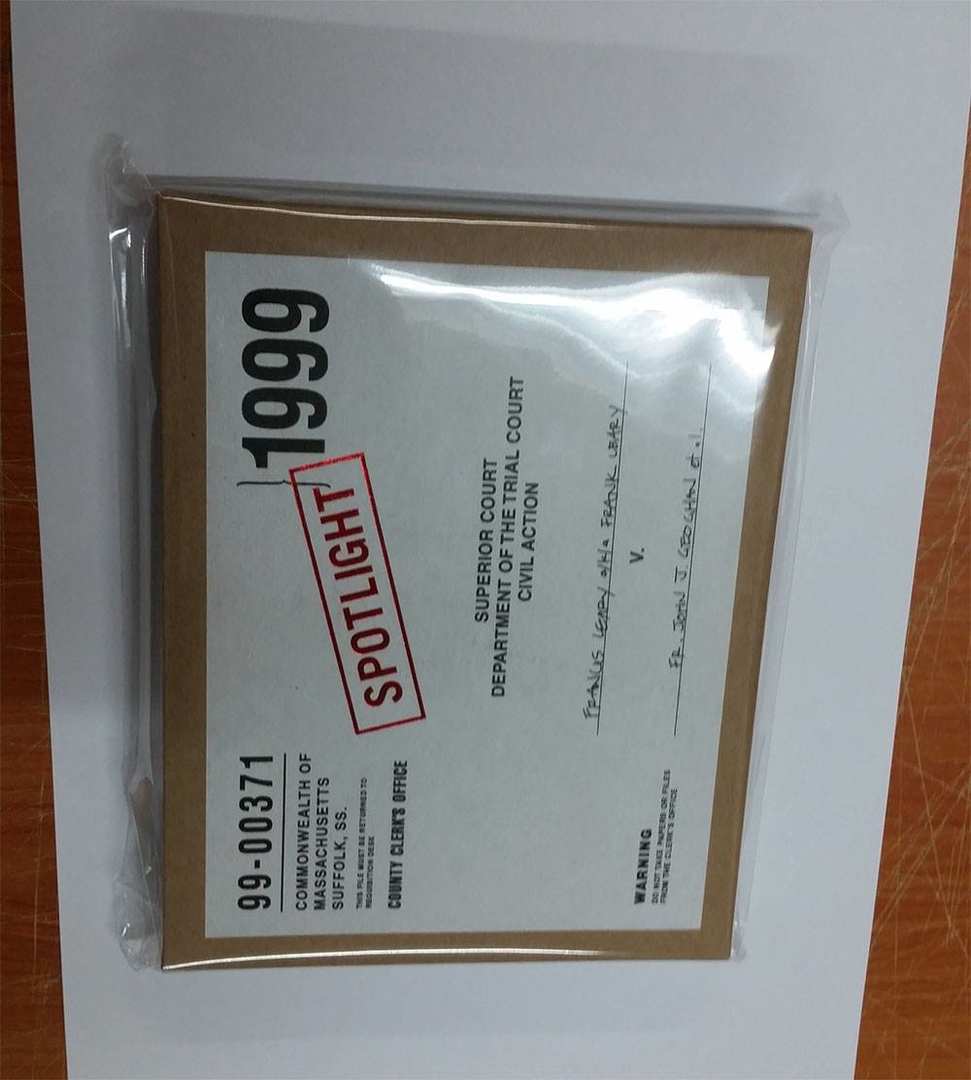 99-00371
1999
COMMONWEALTH OF
MASSACHUSETTS
SUFFOLK, SS.
THIS FILE MUST BE RETURNED TO
REQUISITION DESK
COUNTY CLERK'S OFFICE
SPOTLIGHT
SUPERIOR COURT
DEPARTMENT OF THE TRIAL COURT
CIVIL ACTION
FRANCIS LEARY a/k/a FRANK LEARY
V.
FR. JOHN J. GEOGHAN et al.
WARNING
DO NOT TAKE PAPERS OR FILES
FROM THE CLERK'S OFFICE